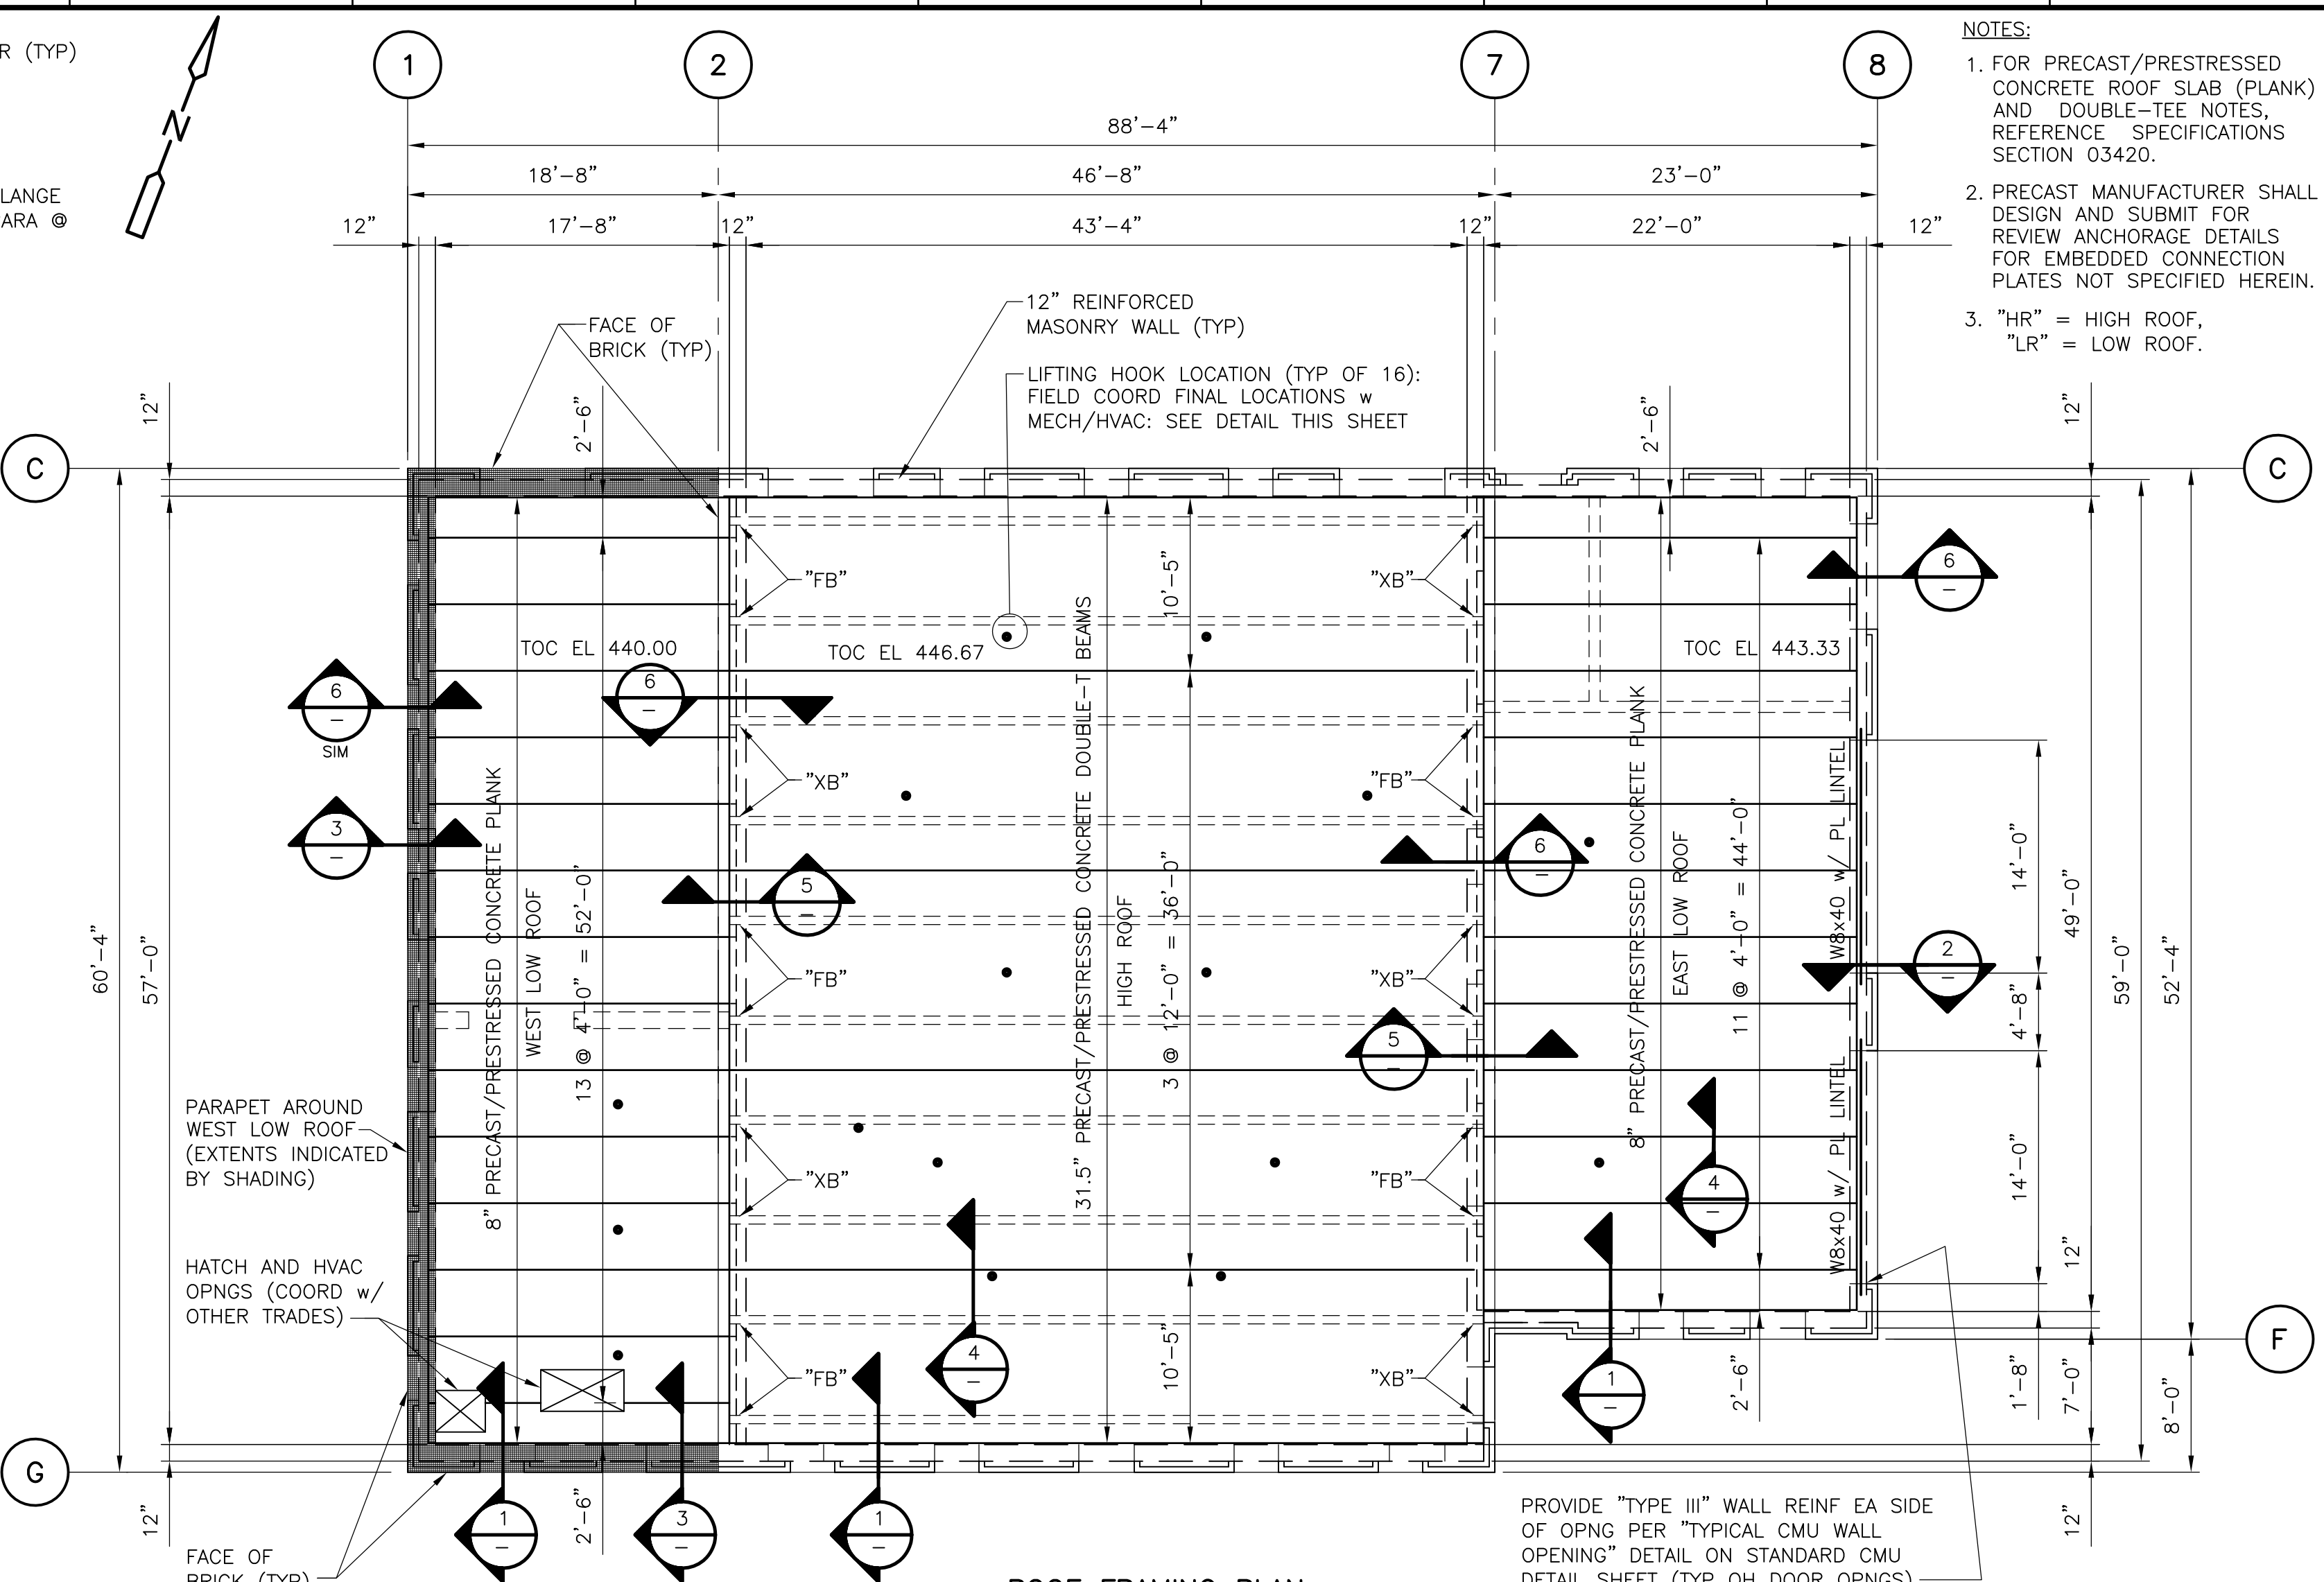 R (TYP)
LANGE
PARA @
N
1
2
7
8
88'-4"
18'-8"
46'-8"
23'-0"
12"
17'-8"
12"
43'-4"
12"
22'-0"
12"
NOTES:
1. FOR PRECAST/PRESTRESSED
CONCRETE ROOF SLAB (PLANK)
AND DOUBLE-TEE NOTES,
REFERENCE SPECIFICATIONS
SECTION 03420.
2. PRECAST MANUFACTURER SHALL
DESIGN AND SUBMIT FOR
REVIEW ANCHORAGE DETAILS
FOR EMBEDDED CONNECTION
PLATES NOT SPECIFIED HEREIN.
3. "HR" = HIGH ROOF,
"LR" = LOW ROOF.
FACE OF
BRICK (TYP)
12" REINFORCED
MASONRY WALL (TYP)
LIFTING HOOK LOCATION (TYP OF 16):
FIELD COORD FINAL LOCATIONS w
MECH/HVAC: SEE DETAIL THIS SHEET
12"
2'-6"
2'-6"
12"
C
C
"FB"
"XB"
10'-5"
6
–
TOC EL 440.00
TOC EL 446.67
TOC EL 443.33
6
–
SIM
6
–
3
–
"XB"
"FB"
6
–
5
–
8" PRECAST/PRESTRESSED CONCRETE PLANK
WEST LOW ROOF
13 @ 4'-0" = 52'-0"
31.5" PRECAST/PRESTRESSED CONCRETE DOUBLE-T BEAMS
HIGH ROOF
3 @ 12'-0" = 36'-0"
8" PRECAST/PRESTRESSED CONCRETE PLANK
EAST LOW ROOF
11 @ 4'-0" = 44'-0"
W8x40 w/ PL LINTEL
W8x40 w/ PL LINTEL
60'-4"
57'-0"
14'-0"
4'-8"
14'-0"
49'-0"
59'-0"
52'-4"
2
–
"FB"
"XB"
5
–
PARAPET AROUND
WEST LOW ROOF
(EXTENTS INDICATED
BY SHADING)
"XB"
"FB"
4
–
HATCH AND HVAC
OPNGS (COORD w/
OTHER TRADES)
12"
F
"FB"
"XB"
4
–
10'-5"
1
–
2'-6"
1'-8"
7'-0"
8'-0"
G
12"
1
–
2'-6"
3
–
1
–
12"
FACE OF
BRICK (TYP)
ROOF FRAMING PLAN
PROVIDE "TYPE III" WALL REINF EA SIDE
OF OPNG PER "TYPICAL CMU WALL
OPENING" DETAIL ON STANDARD CMU
DETAIL SHEET (TYP OH DOOR OPNGS)